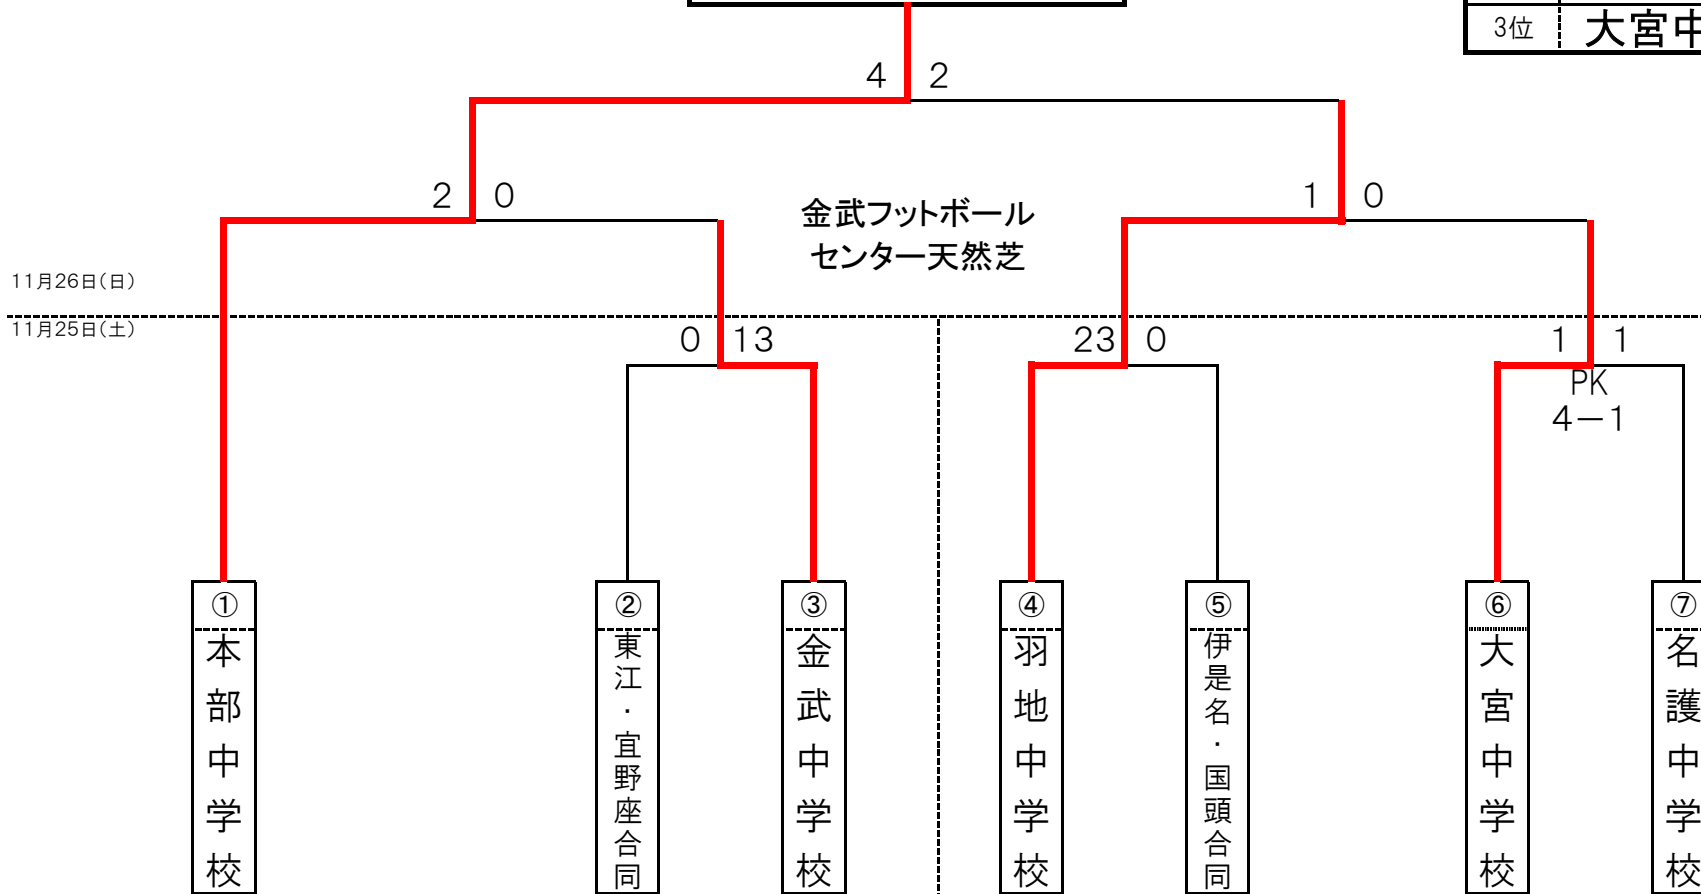 3位 大宮中
4 2
2 0
1 0
金武フットボール
センター天然芝
11月26日(日)
11月25日(土)
0 13
23 0
1 1
PK
4－1
①
本部中学校
②
東江・宜野座合同
③
金武中学校
④
羽地中学校
⑤
伊是名・国頭合同
⑥
大宮中学校
⑦
名護中学校